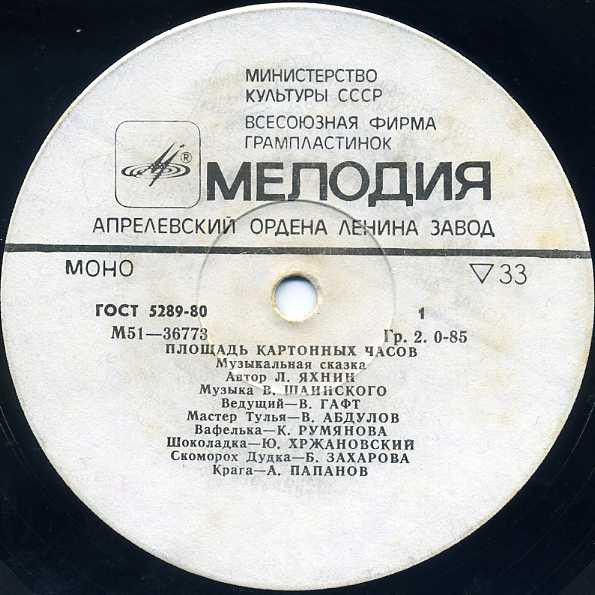 МИНИСТЕРСТВО
КУЛЬТУРЫ СССР
ВСЕСОЮЗНАЯ ФИРМА
ГРАМПЛАСТИНОК
®
МЕЛОДИЯ
АПРЕЛЕВСКИЙ ОРДЕНА ЛЕНИНА ЗАВОД
МОНО ▽33
ГОСТ 5289-80 1
М51—36773 Гр. 2. 0-85
ПЛОЩАДЬ КАРТОННЫХ ЧАСОВ
Музыкальная сказка
Автор Л. ЯХНИН
Музыка В. ШАИНСКОГО
Ведущий—В. ГАФТ
Мастер Тулья—В. АБДУЛОВ
Вафелька—К. РУМЯНОВА
Шоколадка—Ю. ХРЖАНОВСКИЙ
Скоморох Дудка—Б. ЗАХАРОВА
Крага—А. ПАПАНОВ